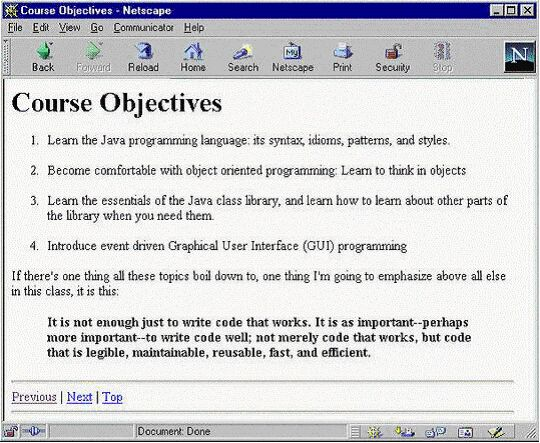 Course Objectives - Netscape
File Edit View Go Communicator Help
Back Forward Reload Home Search Netscape Print Security Stop
My
N
Course Objectives
1. Learn the Java programming language: its syntax, idioms, patterns, and styles.
2. Become comfortable with object oriented programming: Learn to think in objects
3. Learn the essentials of the Java class library, and learn how to learn about other parts of
the library when you need them.
4. Introduce event driven Graphical User Interface (GUI) programming
If there's one thing all these topics boil down to, one thing I'm going to emphasize above all else
in this class, it is this:
It is not enough just to write code that works. It is as important--perhaps
more important--to write code well; not merely code that works, but code
that is legible, maintainable, reusable, fast, and efficient.
Previous | Next | Top
Document: Done